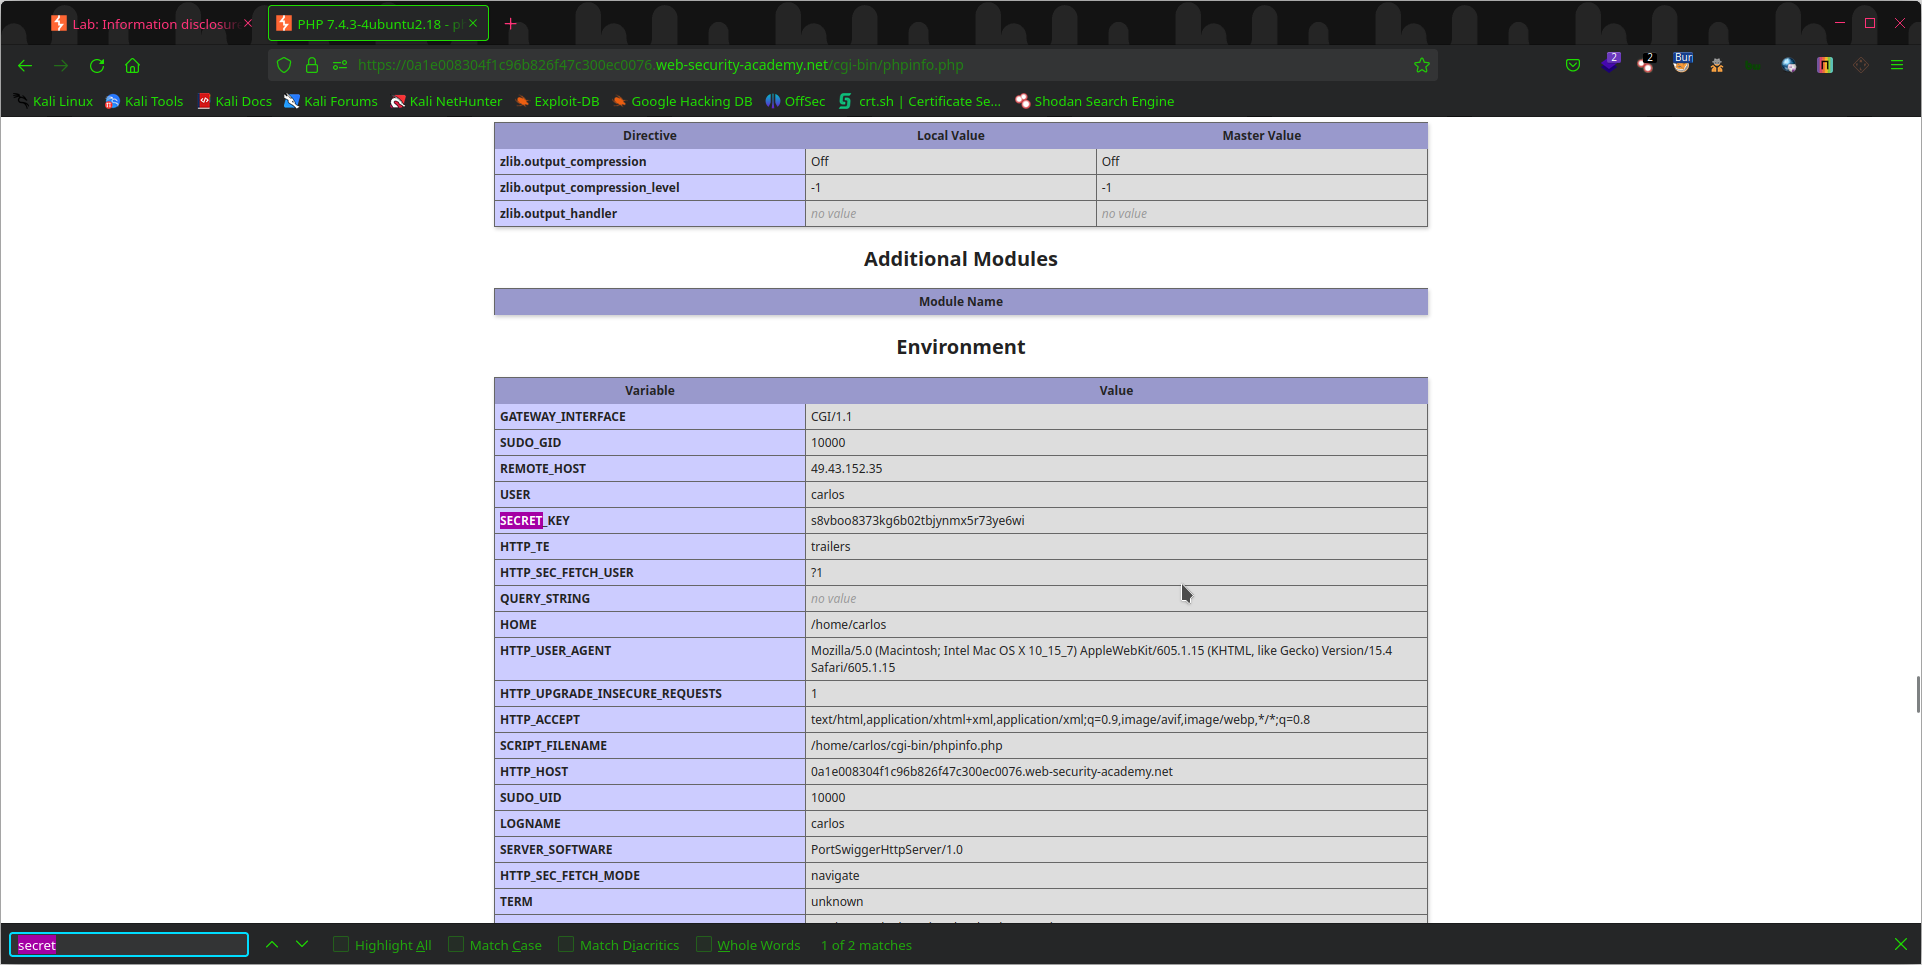 Lab: Information disclosur
PHP 7.4.3-4ubuntu2.18 - p
https://0a1e008304f1c96b826f47c300ec0076.web-security-academy.net/cgi-bin/phpinfo.php
2
2
Bur
Kali Linux Kali Tools Kali Docs Kali Forums Kali NetHunter Exploit-DB Google Hacking DB OffSec crt.sh | Certificate Se... Shodan Search Engine
Directive Local Value Master Value
zlib.output_compression Off Off
zlib.output_compression_level -1 -1
zlib.output_handler no value no value
Additional Modules
Module Name
Environment
Variable Value
GATEWAY_INTERFACE CGI/1.1
SUDO_GID 10000
REMOTE_HOST 49.43.152.35
USER carlos
SECRET_KEY s8vboo8373kg6b02tbjynmx5r73ye6wi
HTTP_TE trailers
HTTP_SEC_FETCH_USER ?1
QUERY_STRING no value
HOME /home/carlos
HTTP_USER_AGENT Mozilla/5.0 (Macintosh; Intel Mac OS X 10_15_7) AppleWebKit/605.1.15 (KHTML, like Gecko) Version/15.4
Safari/605.1.15
HTTP_UPGRADE_INSECURE_REQUESTS 1
HTTP_ACCEPT text/html,application/xhtml+xml,application/xml;q=0.9,image/avif,image/webp,*/*;q=0.8
SCRIPT_FILENAME /home/carlos/cgi-bin/phpinfo.php
HTTP_HOST 0a1e008304f1c96b826f47c300ec0076.web-security-academy.net
SUDO_UID 10000
LOGNAME carlos
SERVER_SOFTWARE PortSwiggerHttpServer/1.0
HTTP_SEC_FETCH_MODE navigate
TERM unknown
secret Highlight All Match Case Match Diacritics Whole Words 1 of 2 matches